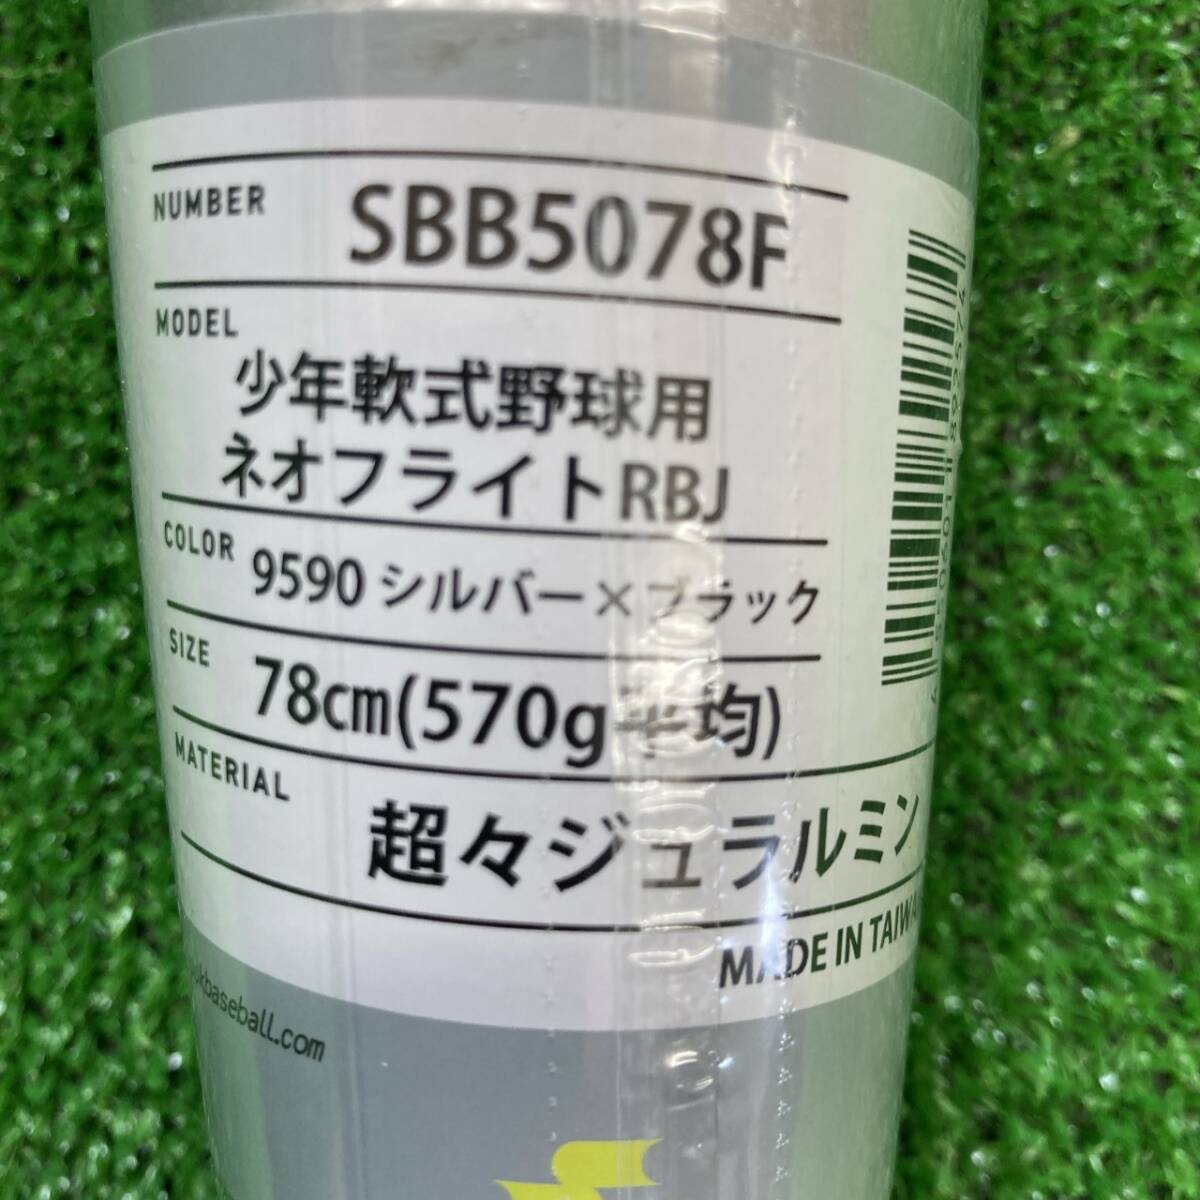 NUMBER
SBB5078F
MODEL
少年軟式野球用
ネオフライトRBJ
COLOR
9590 シルバー×ブラック
SIZE
78cm(570g平均)
MATERIAL
超々ジュラルミン
MADE IN TAIWA
kbaseball.com